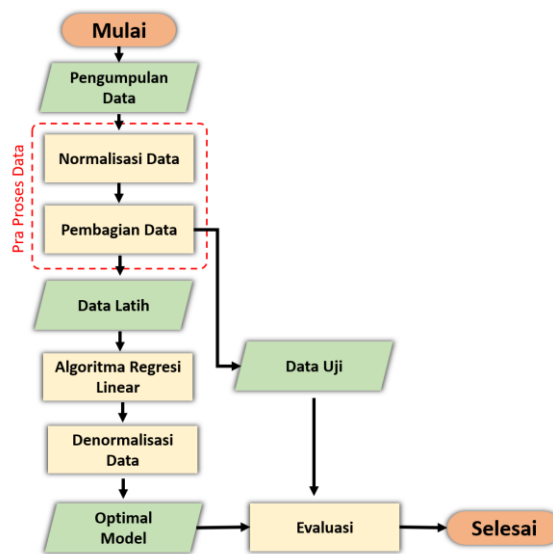 Mulai
Pengumpulan
Data
Pra Proses Data
Normalisasi Data
Pembagian Data
Data Latih
Algoritma Regresi
Linear
Data Uji
Denormalisasi
Data
Optimal
Model
Evaluasi
Selesai